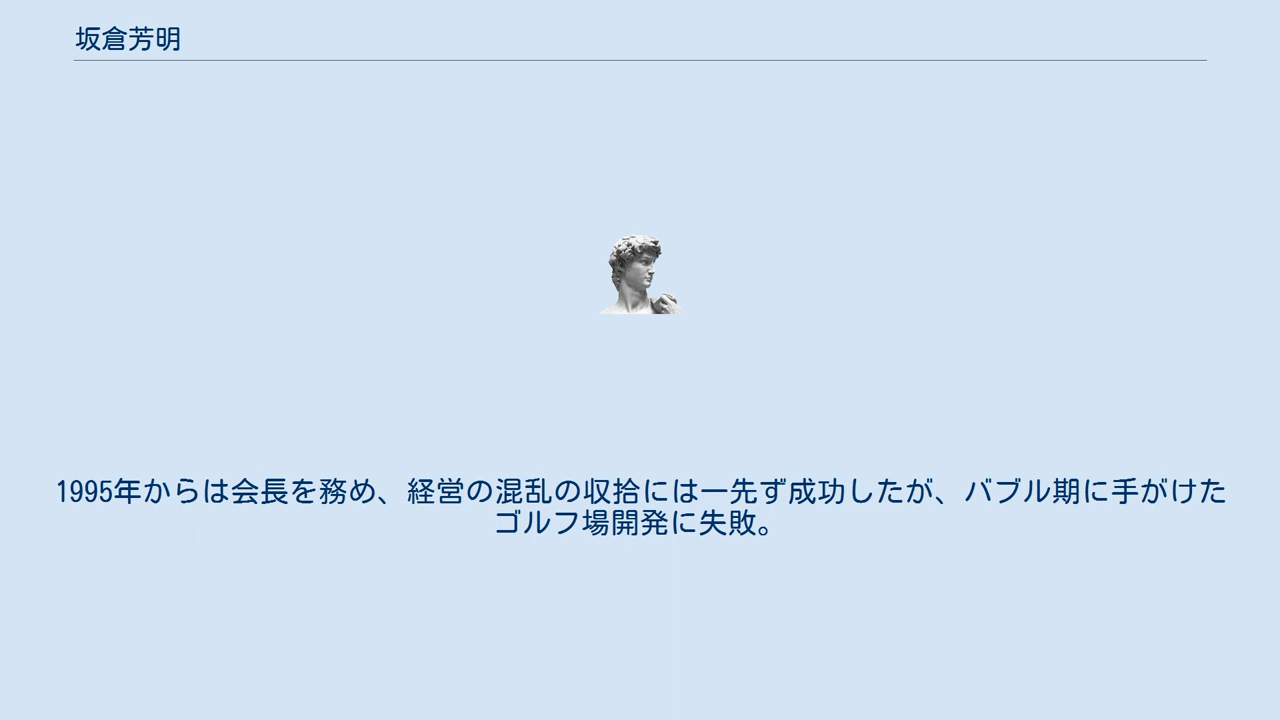 坂倉芳明
1995年からは会長を務め、経営の混乱の収拾には一先ず成功したが、バブル期に手がけた
ゴルフ場開発に失敗。